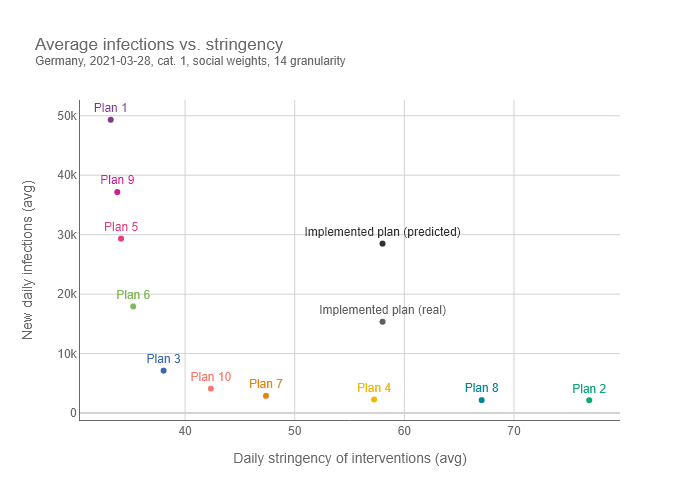 Average infections vs. stringency
Germany, 2021-03-28, cat. 1, social weights, 14 granularity
50k
Plan 1
40k
Plan 9
Plan 5
30k
Implemented plan (predicted)
20k
Plan 6
Implemented plan (real)
10k
Plan 3
Plan 10
Plan 7
Plan 4
Plan 8
Plan 2
0
40
50
60
70
New daily infections (avg)
Daily stringency of interventions (avg)